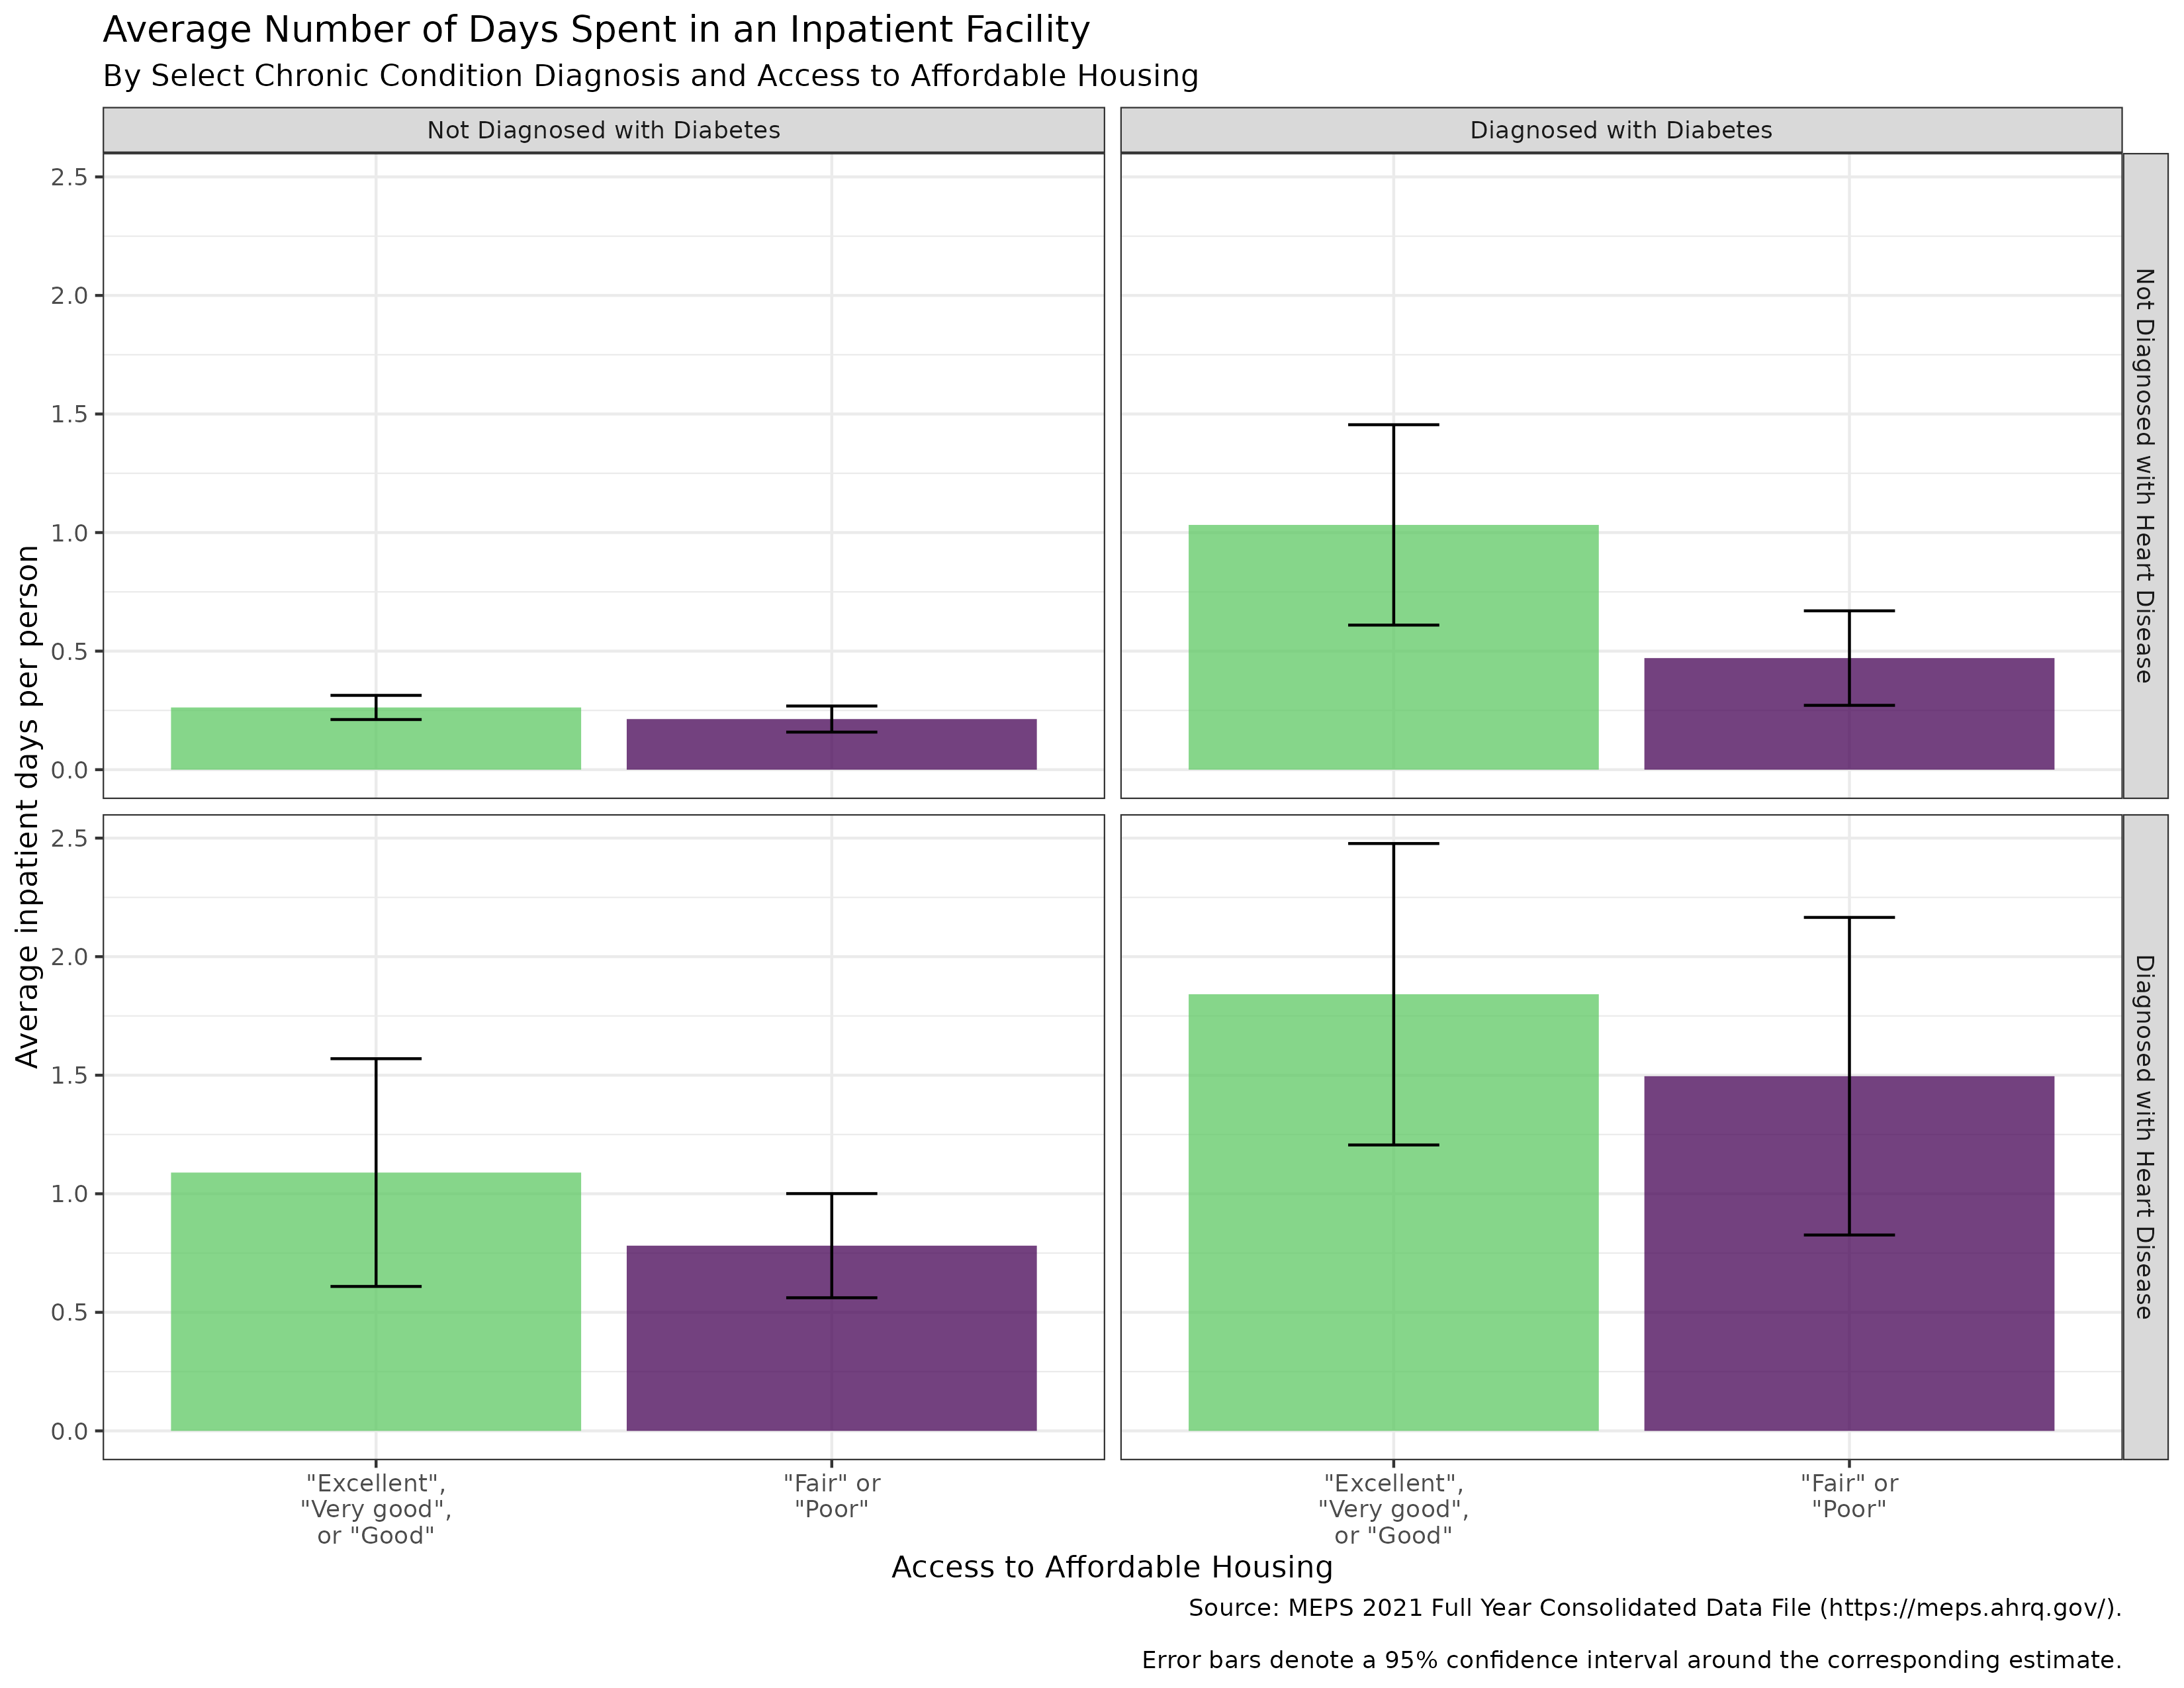 Average Number of Days Spent in an Inpatient Facility
By Select Chronic Condition Diagnosis and Access to Affordable Housing
Not Diagnosed with Diabetes
Diagnosed with Diabetes
Average inpatient days per person
2.5
2.0
1.5
1.0
0.5
0.0
Not Diagnosed with Heart Disease
2.5
2.0
1.5
1.0
0.5
0.0
Diagnosed with Heart Disease
"Excellent",
"Very good",
or "Good"
"Fair" or
"Poor"
"Excellent",
"Very good",
or "Good"
"Fair" or
"Poor"
Access to Affordable Housing
Source: MEPS 2021 Full Year Consolidated Data File (https://meps.ahrq.gov/).
Error bars denote a 95% confidence interval around the corresponding estimate.